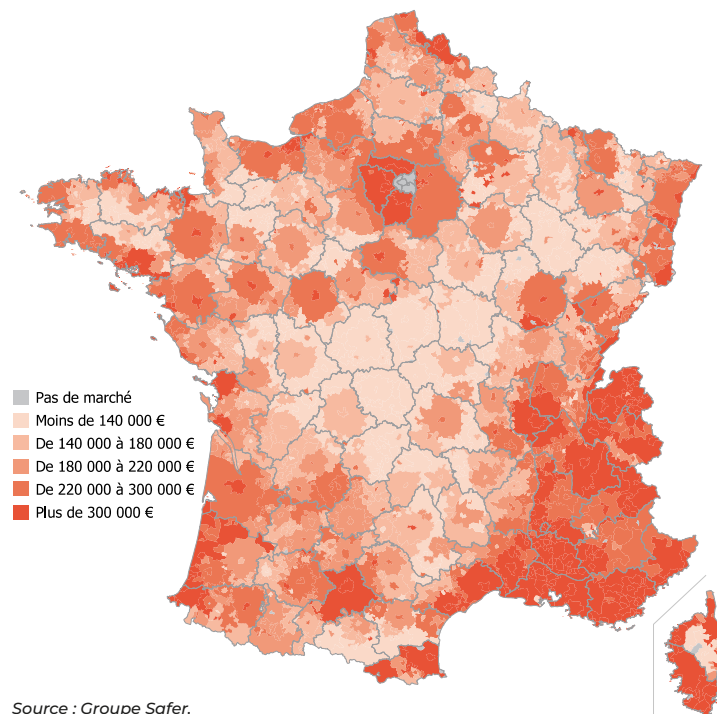 Pas de marché
Moins de 140 000 €
De 140 000 à 180 000 €
De 180 000 à 220 000 €
De 220 000 à 300 000 €
Plus de 300 000 €
Source : Groupe Safer.